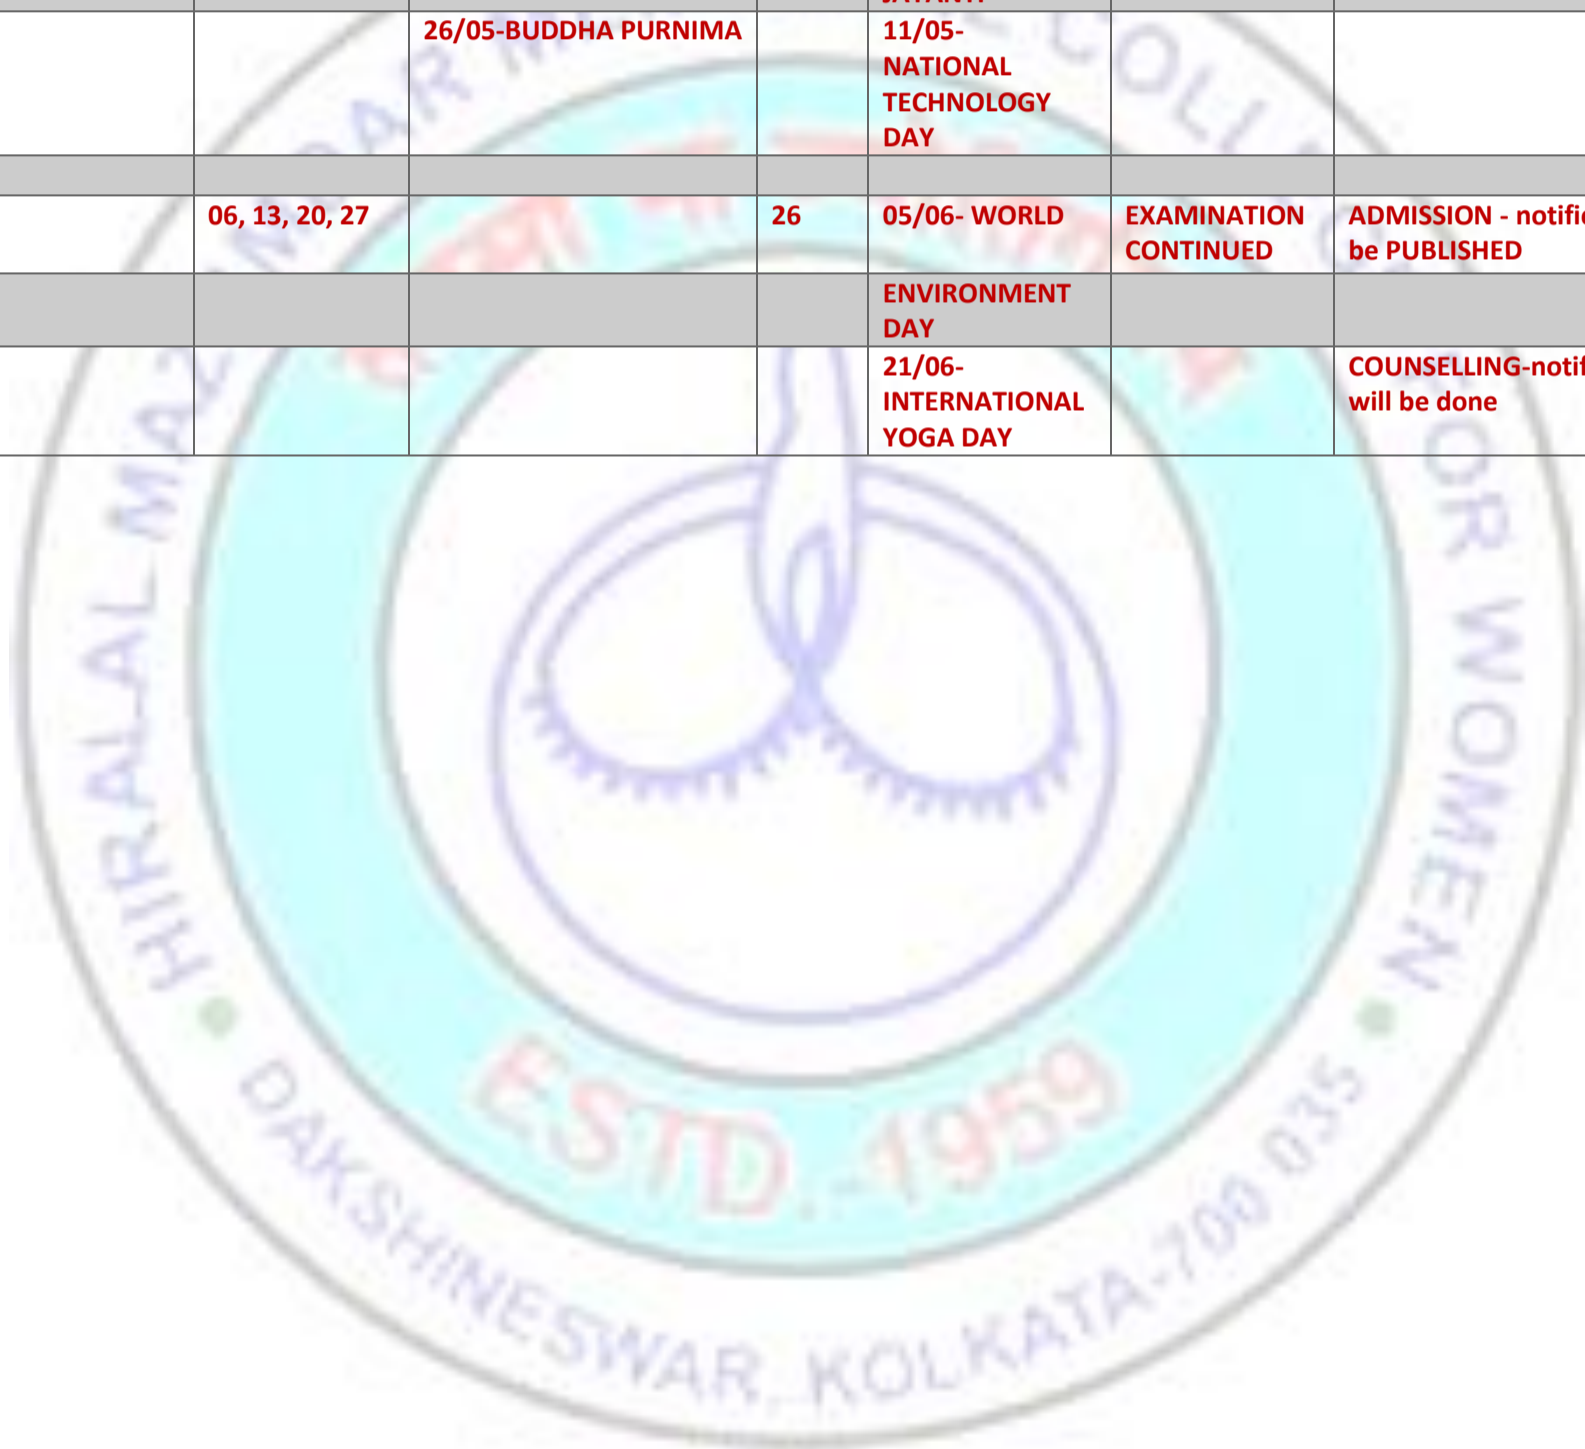 26/05-BUDDHA PURNIMA
11/05-
NATIONAL
TECHNOLOGY
DAY
06, 13, 20, 27
26
05/06- WORLD
EXAMINATION
CONTINUED
ADMISSION - notific
be PUBLISHED
ENVIRONMENT
DAY
21/06-
INTERNATIONAL
YOGA DAY
COUNSELLING-notif
will be done
HIRALAL MAZUMDAR M
COLL
FOR WOMEN
ESTD.-1959
DAKSHINESWAR, KOLKATA-700 035